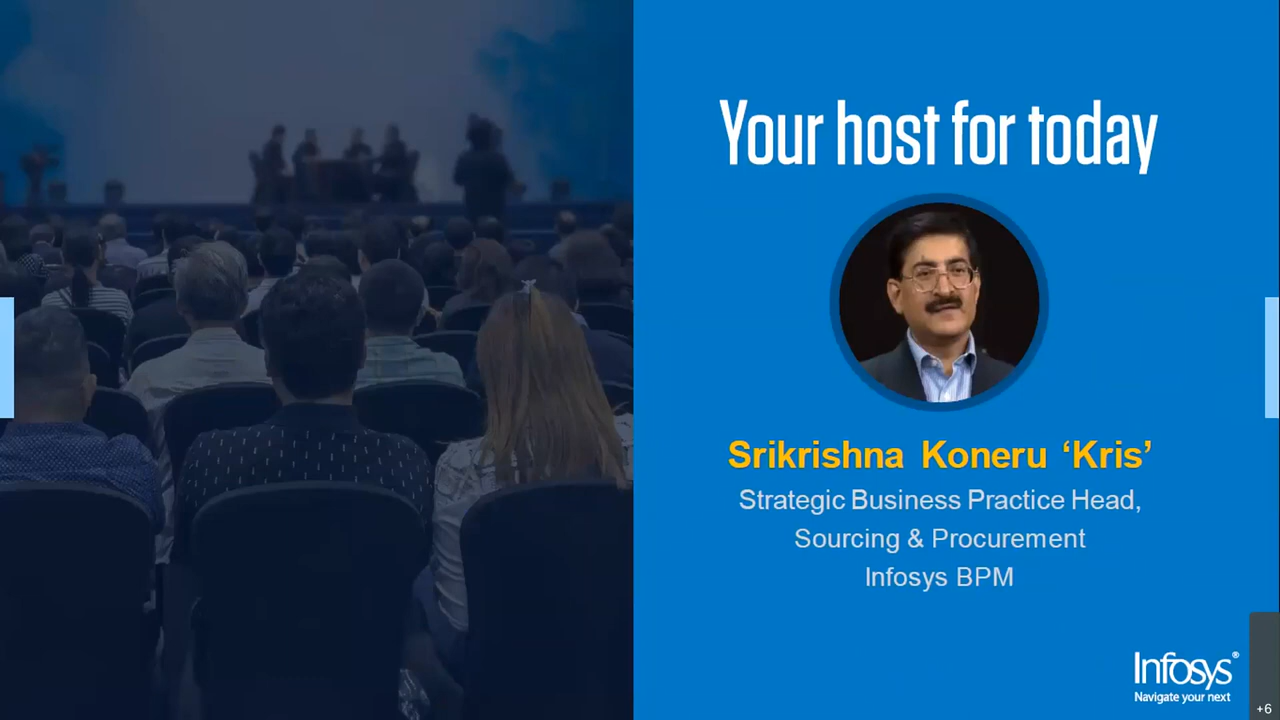 Your host for today
Srikrishna Koneru ‘Kris’
Strategic Business Practice Head,
Sourcing & Procurement
Infosys BPM
Infosys®
Navigate your next
+6